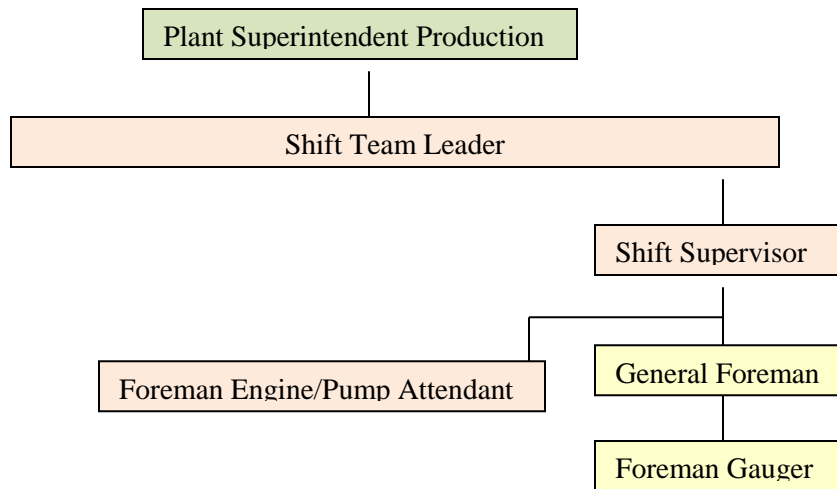 Plant Superintendent Production
Shift Team Leader
Shift Supervisor
Foreman Engine/Pump Attendant
General Foreman
Foreman Gauger